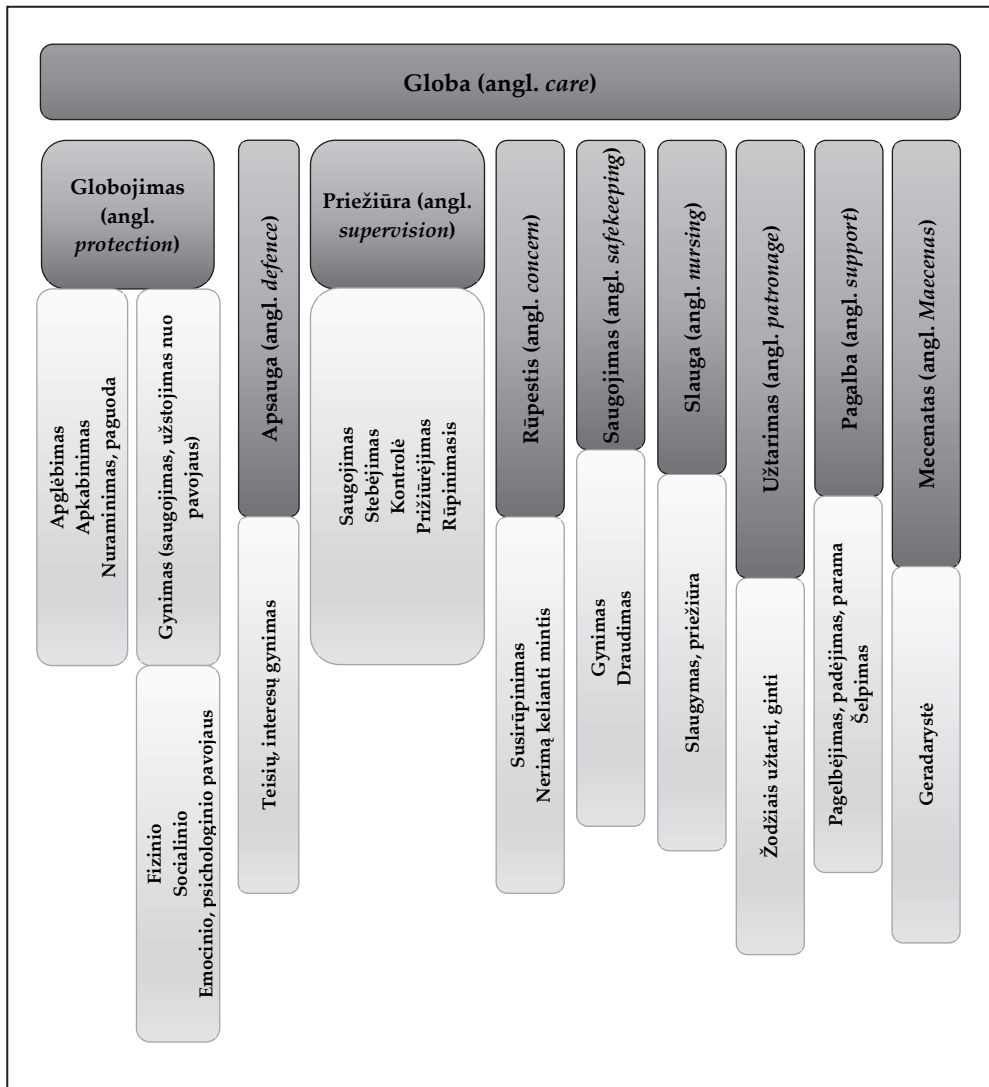 Globa (angl. care)
Globojimas
(angl.
protection)
Apglėbimas
Apkabinimas
Nuraminimas, paguoda
Gynimas (saugojimas, užstojimas nuo
pavojaus)
Fizinio
Socialinio
Emocinio, psichologinio pavojaus
Apsauga (angl. defence)
Teisių, interesų gynimas
Priežiūra (angl.
supervision)
Saugojimas
Stebėjimas
Kontrolė
Prižiūrėjimas
Rūpinimasis
Rūpestis (angl. concern)
Susirūpinimas
Nerimą kelianti mintis
Saugojimas (angl. safekeeping)
Gynimas
Draudimas
Slauga (angl. nursing)
Slaugymas, priežiūra
Užtarimas (angl. patronage)
Žodžiais užtarti, ginti
Pagalba (angl. support)
Pagelbėjimas, padėjimas, parama
Šelpimas
Mecenatas (angl. Maecenas)
Geradarystė